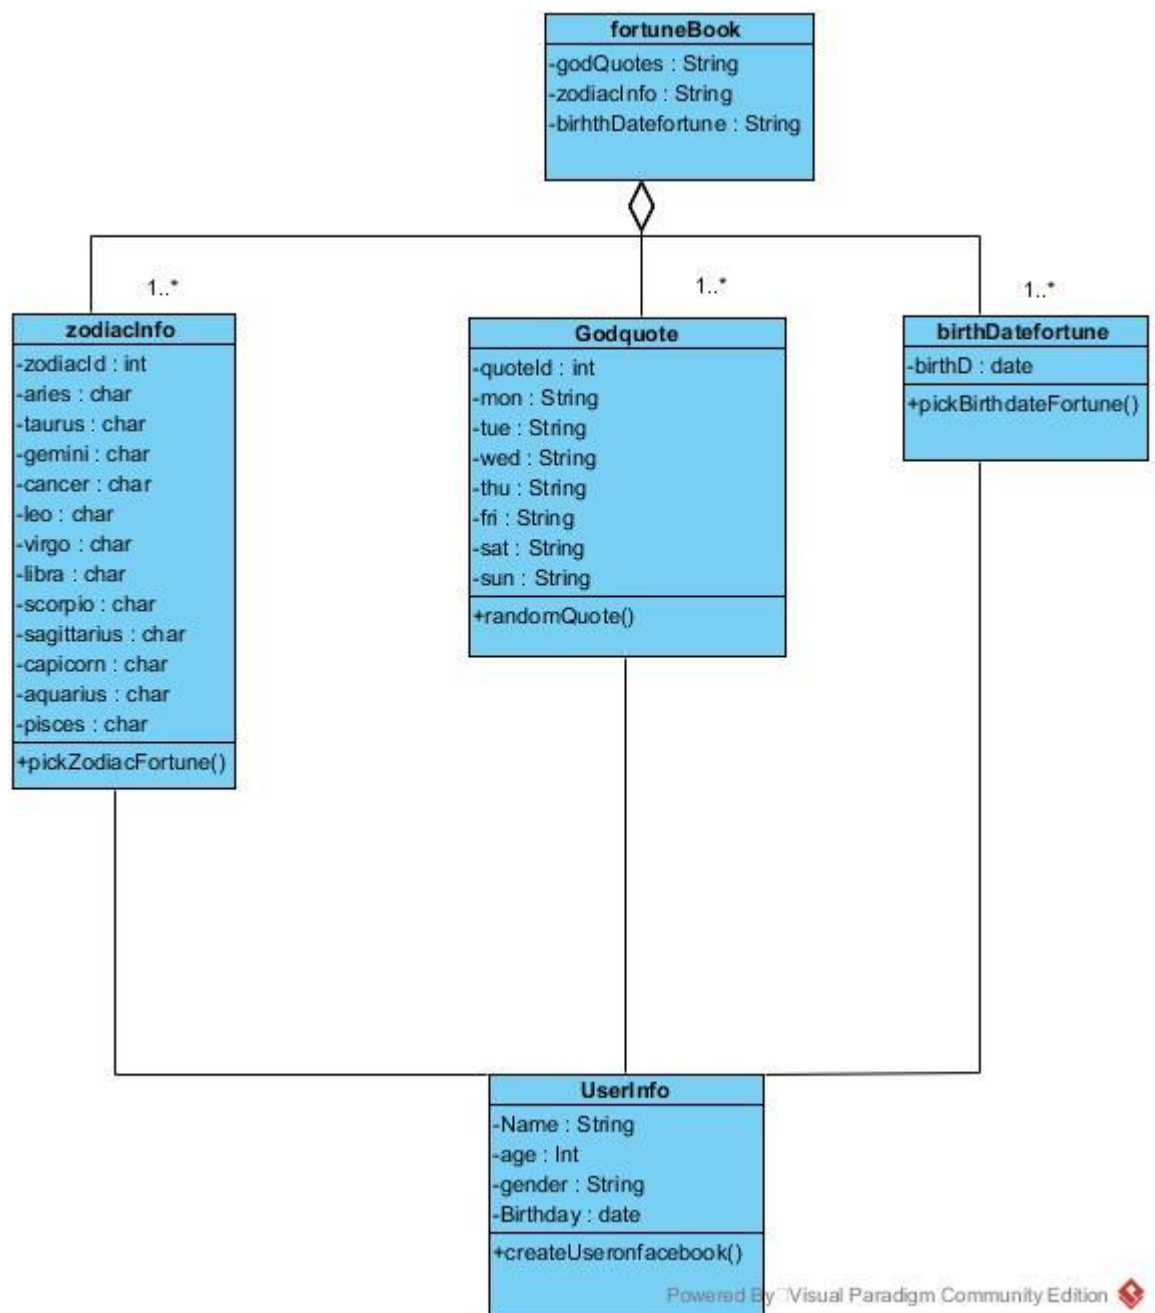 fortuneBook
-godQuotes : String
-zodiacInfo : String
-birhthDatefortune : String
1..*
1..*
1..*
zodiacInfo
-zodiacId : int
-aries : char
-taurus : char
-gemini : char
-cancer : char
-leo : char
-virgo : char
-libra : char
-scorpio : char
-sagittarius : char
-capicorn : char
-aquarius : char
-pisces : char
+pickZodiacFortune()
Godquote
-quoteId : int
-mon : String
-tue : String
-wed : String
-thu : String
-fri : String
-sat : String
-sun : String
+randomQuote()
birthDatefortune
-birthD : date
+pickBirthdateFortune()
UserInfo
-Name : String
-age : Int
-gender : String
-Birthday : date
+createUseronfacebook()
Powered By Visual Paradigm Community Edition